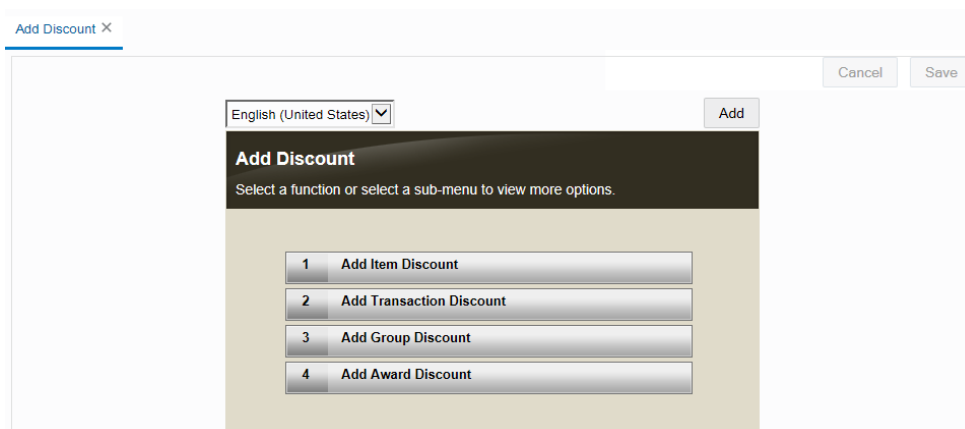 Add Discount ×
Cancel Save
English (United States) Add
Add Discount
Select a function or select a sub-menu to view more options.
1 Add Item Discount
2 Add Transaction Discount
3 Add Group Discount
4 Add Award Discount